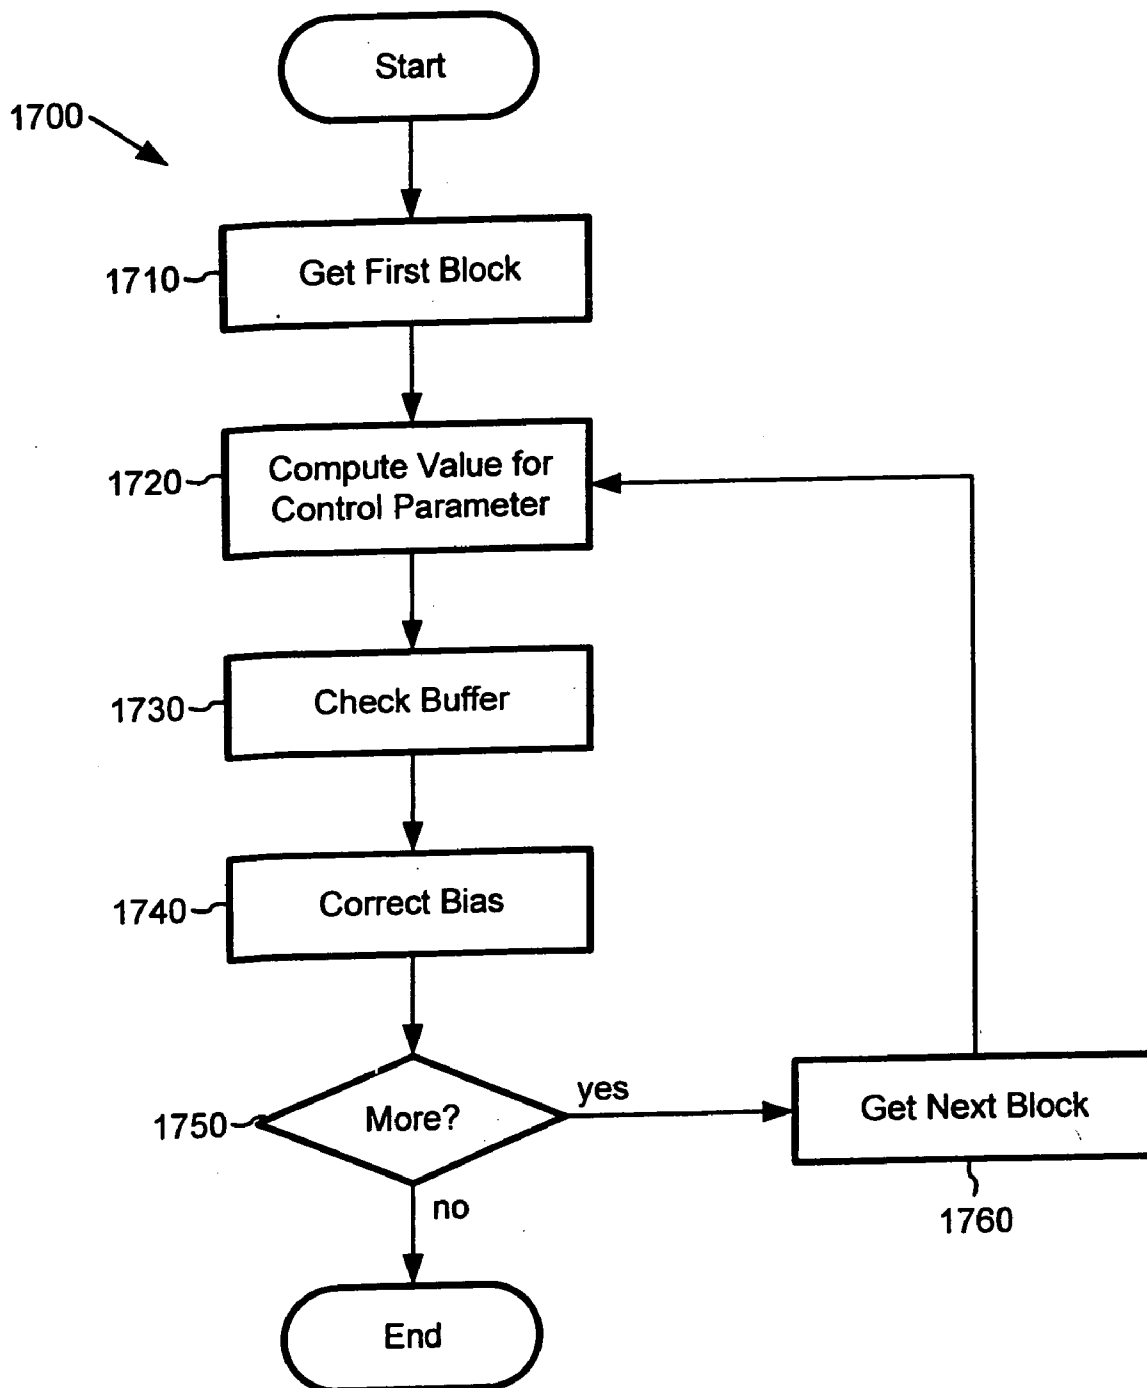 Start
1700
1710
Get First Block
1720
Compute Value for
Control Parameter
1730
Check Buffer
1740
Correct Bias
1750
More?
yes
Get Next Block
1760
no
End